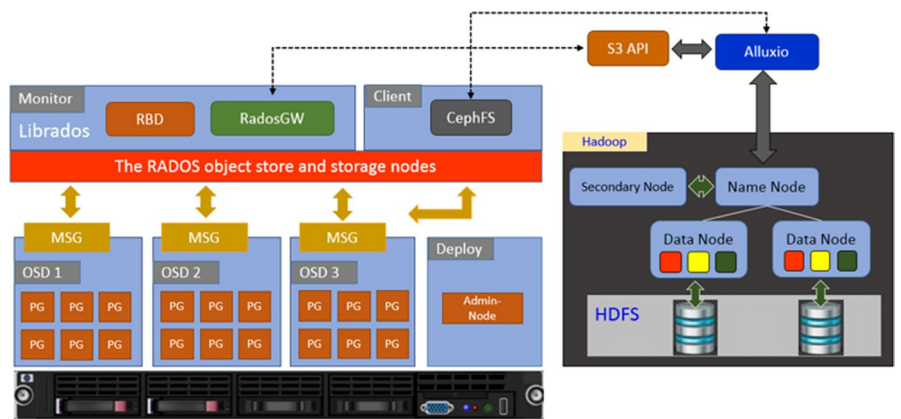 S3 API
Alluxio
Monitor
Client
RBD
RadosGW
CephFS
Librados
The RADOS object store and storage nodes
Hadoop
Secondary Node
Name Node
MSG
MSG
MSG
Data Node
Data Node
OSD 1
OSD 2
OSD 3
Deploy
PG PG PG
PG PG PG
PG PG PG
PG PG PG
PG PG PG
PG PG PG
Admin-
Node
HDFS